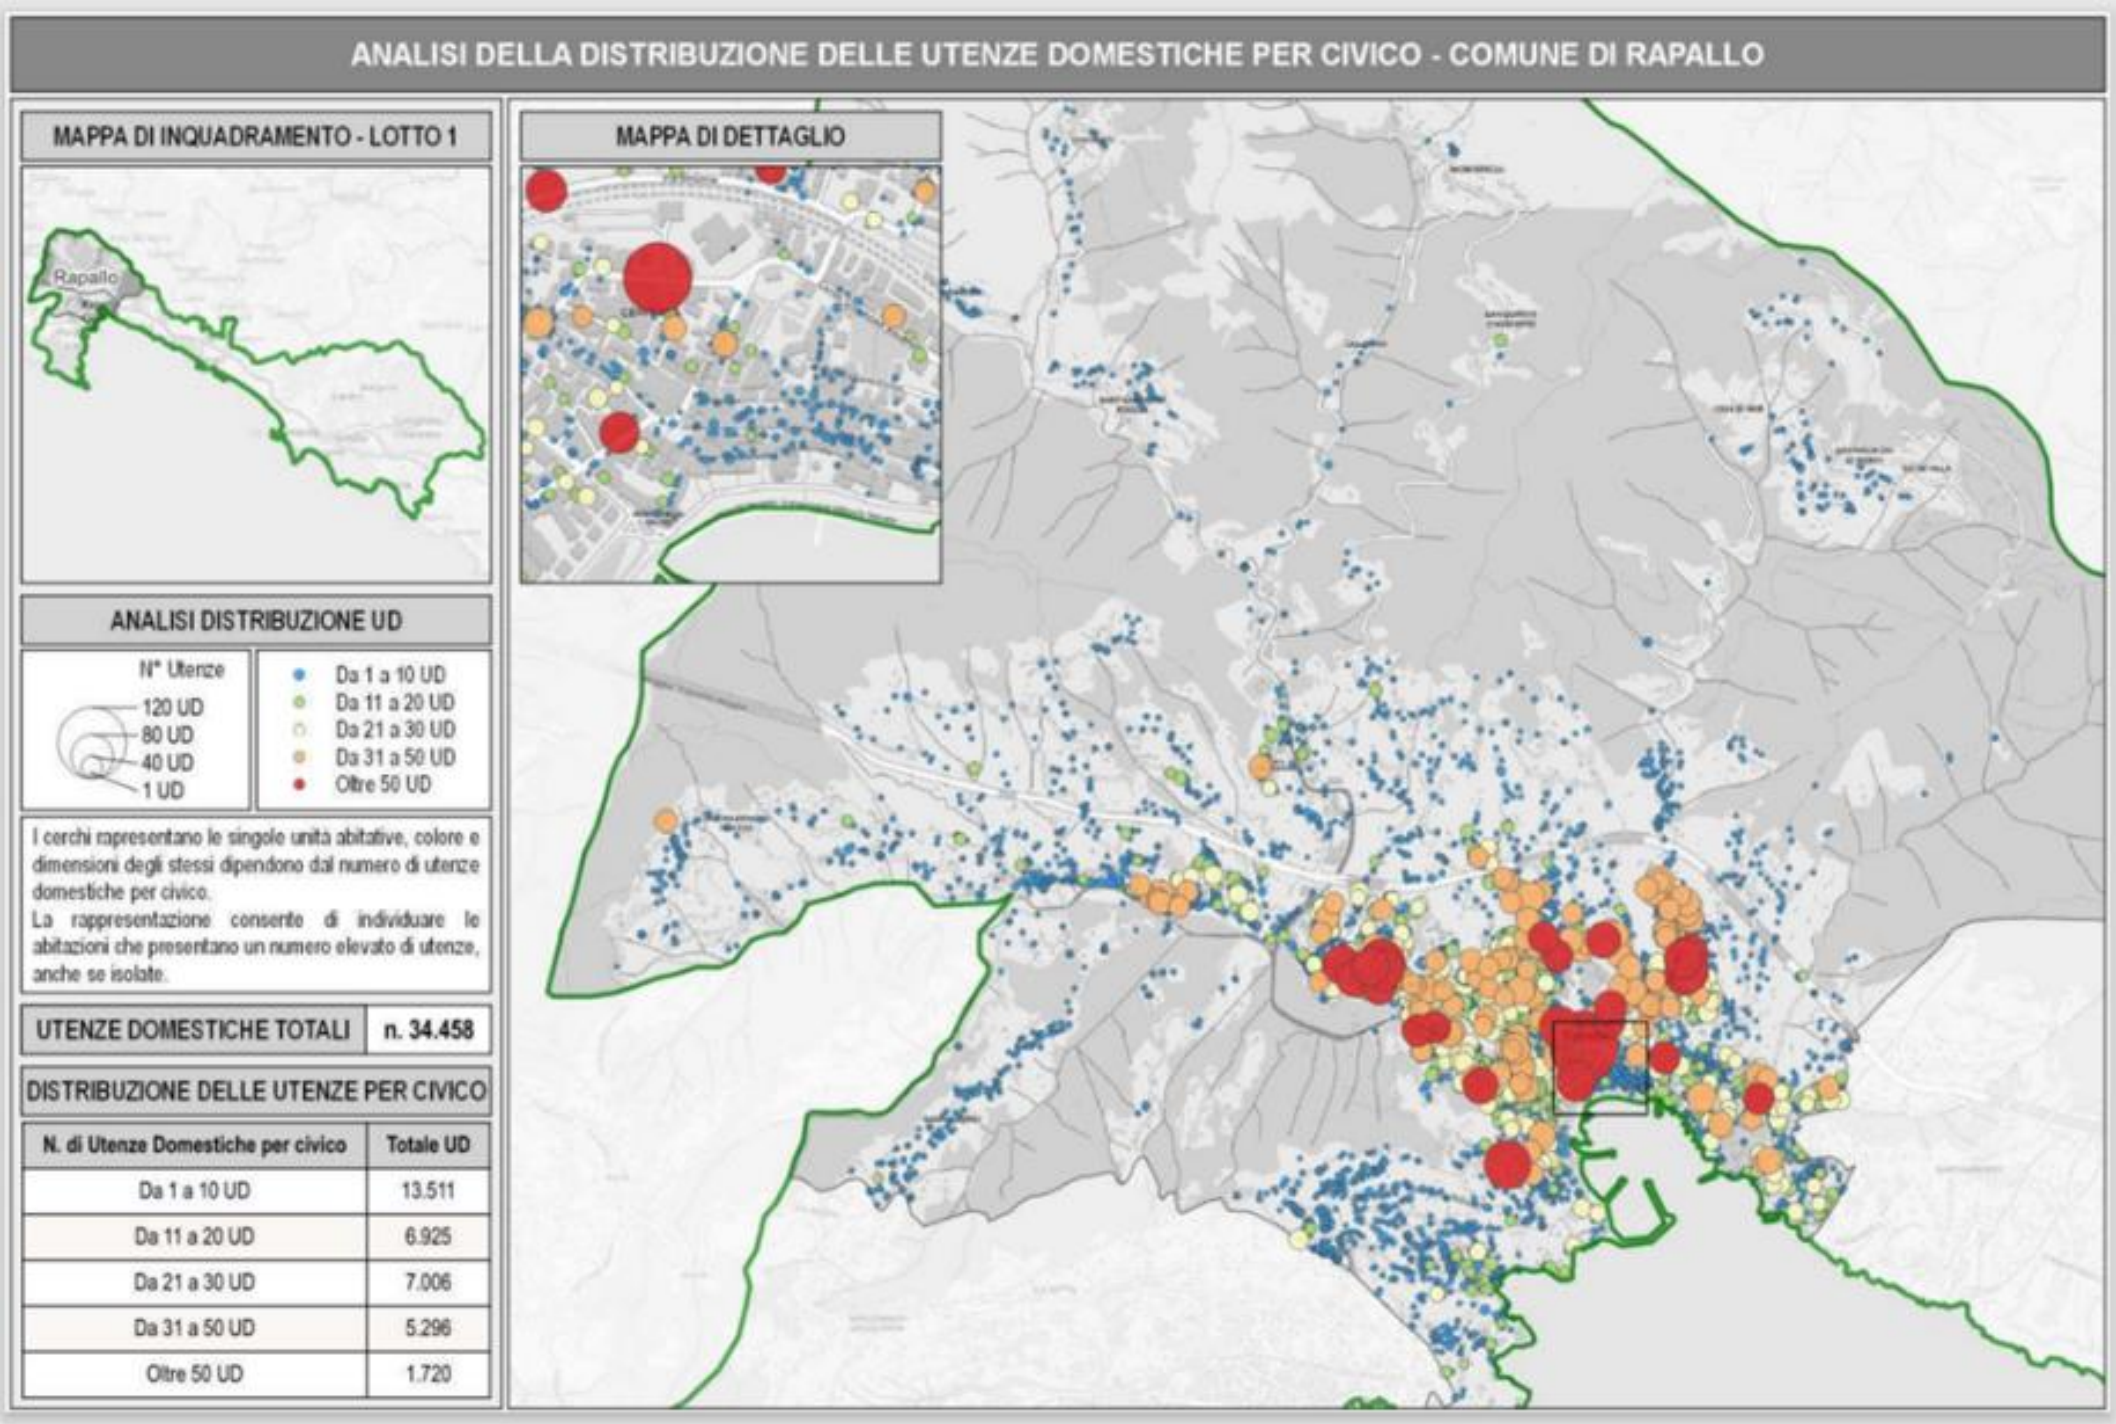 ANALISI DELLA DISTRIBUZIONE DELLE UTENZE DOMESTICHE PER CIVICO - COMUNE DI RAPALLO
MAPPA DI INQUADRAMENTO - LOTTO 1
Rapallo
MAPPA DI DETTAGLIO
ANALISI DISTRIBUZIONE UD
N° Utenze
120 UD
80 UD
40 UD
1 UD
Da 1 a 10 UD
Da 11 a 20 UD
Da 21 a 30 UD
Da 31 a 50 UD
Oltre 50 UD
I cerchi rapresentano le singole unità abitative, colore e
dimensioni degli stessi dipendono dal numero di utenze
domestiche per civico.
La rappresentazione consente di individuare le
abitazioni che presentano un numero elevato di utenze,
anche se isolate.
UTENZE DOMESTICHE TOTALI n. 34.458
DISTRIBUZIONE DELLE UTENZE PER CIVICO
N. di Utenze Domestiche per civico Totale UD
Da 1 a 10 UD 13.511
Da 11 a 20 UD 6.925
Da 21 a 30 UD 7.006
Da 31 a 50 UD 5.296
Oltre 50 UD 1.720